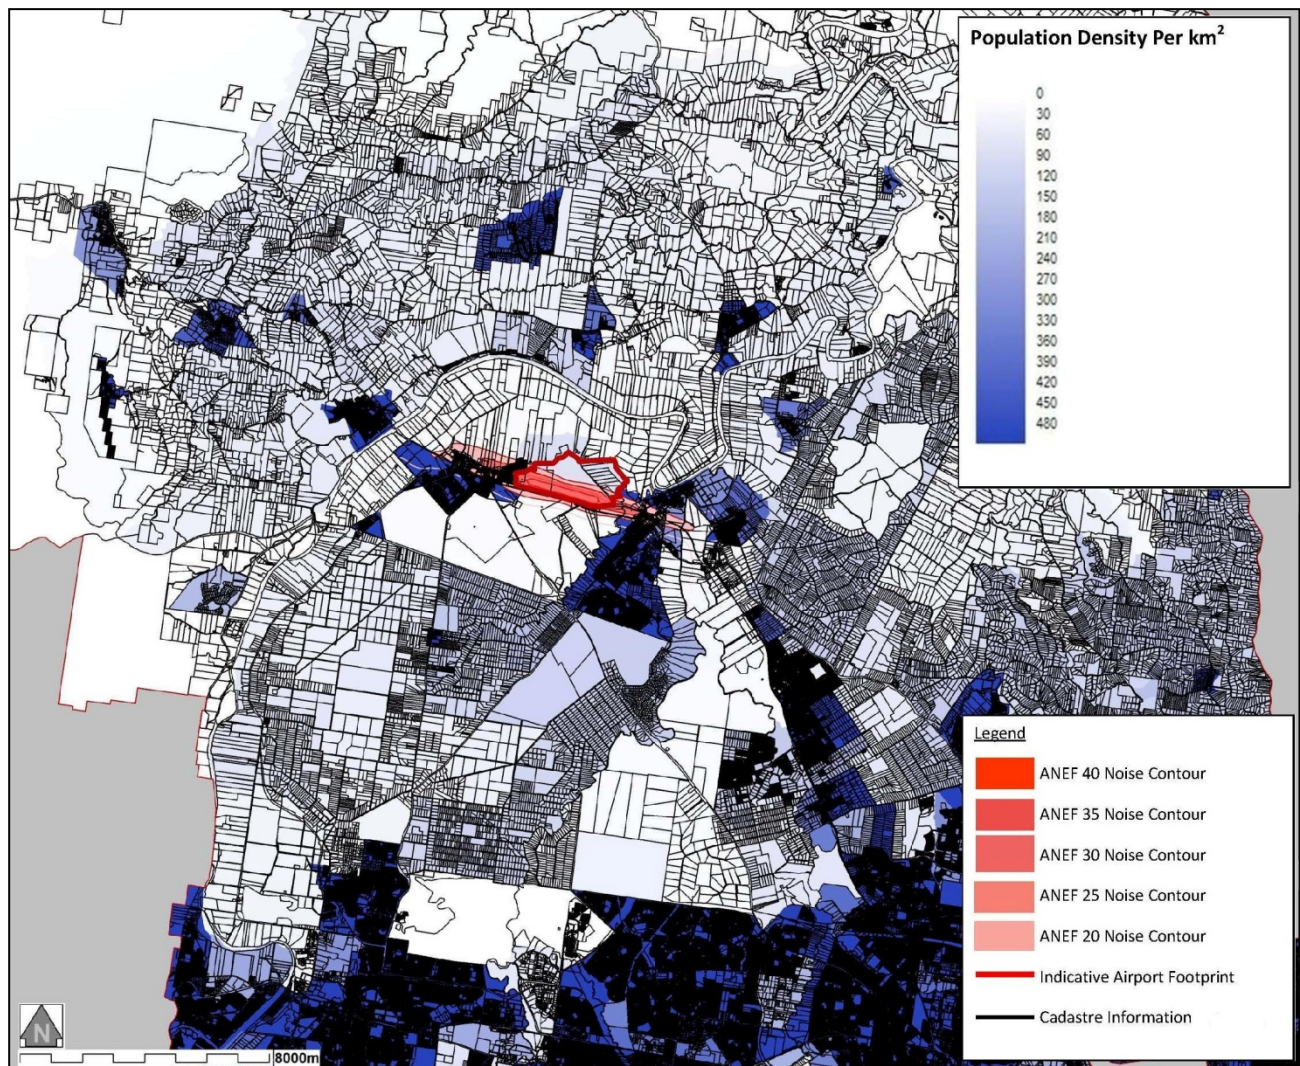 Population Density Per km²
0
30
60
90
120
150
180
210
240
270
300
330
360
390
420
450
480
Legend
ANEF 40 Noise Contour
ANEF 35 Noise Contour
ANEF 30 Noise Contour
ANEF 25 Noise Contour
ANEF 20 Noise Contour
Indicative Airport Footprint
Cadastre Information
N
8000m